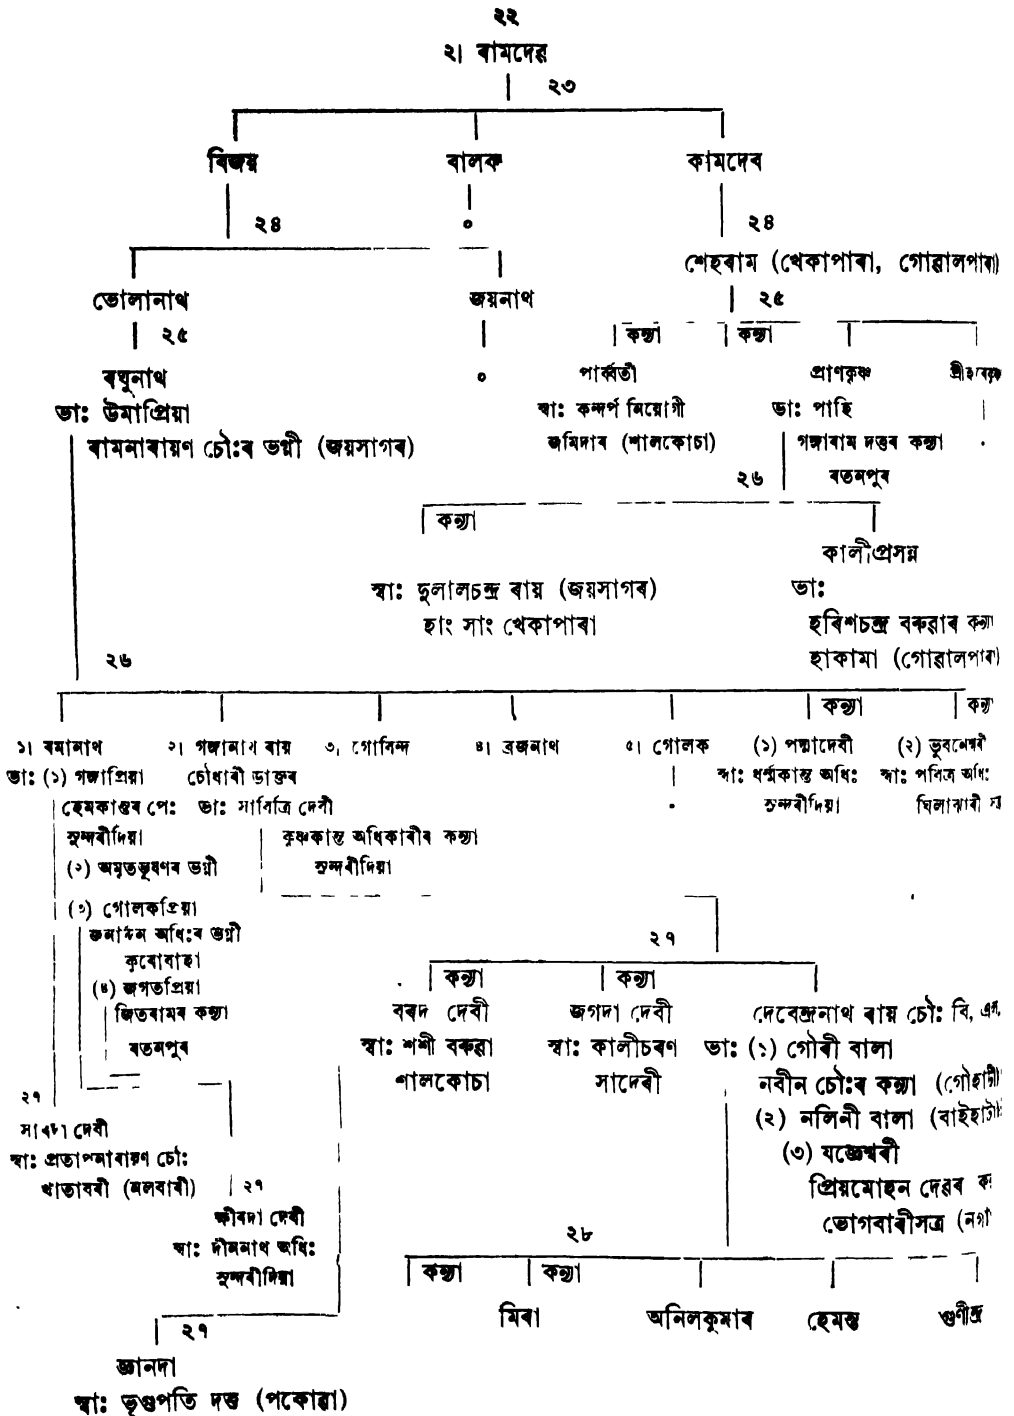 ২২
২। ৰামদেৱ
২৩
বিজয় বালক কামদেৱ
২৪ ০ ২৪
শেহৰাম (খেকাপাৰা, গোৱালপাৰা)
ভোলানাথ জয়নাথ ২৫
২৫ কন্যা কন্যা
ৰঘুনাথ ০ পাৰ্ব্বতী প্ৰাণকৃষ্ণ
ভা: উমাপ্ৰিয়া স্বা: কন্দৰ্প নিয়োগী ভা: পাহি
ৰামনাৰায়ণ চৌ:ৰ ভগ্নী (জয়সাগৰ) জমিদাৰ (শালকোচা) গঙ্গাৰাম দত্তৰ কন্যা
২৬ ৰতনপুৰ
কন্যা
কালীপ্ৰসন্ন
স্বা: দুলালচন্দ্ৰ ৰায় (জয়সাগৰ) ভা:
হাং সাং খেকাপাৰা হৰিশচন্দ্ৰ বৰুৱাৰ কন্যা
২৬ হাকামা (গোৱালপাৰা)
কন্যা কন্যা
১। ৰমানাথ ২। গঙ্গানাথ ৰায় ৩। গোবিন্দ ৪। ব্ৰজনাথ ৫। গোলক (১) পদ্মাদেবী (২) ভুবনেশ্বৰী
ভা: (১) গঙ্গাপ্ৰিয়া চৌধাৰী ডাক্তৰ স্বা: ধৰ্ম্মকান্ত অধি: স্বা: পবিত্ৰ অধি:
হেমকান্তৰ পে: ভা: সাবিত্ৰি দেবী সুন্দৰীদিয়া ঘিলাঝাৰী
সুন্দৰীদিয়া কৃষ্ণকান্ত অধিকাৰীৰ কন্যা
(২) অমৃতভূষণৰ ভগ্নী সুন্দৰীদিয়া
(৩) গোলকপ্ৰিয়া
জনাৰ্দ্দন অধি:ৰ ভগ্নী ২৭
কুৰোবাহা কন্যা কন্যা
(৪) জগতপ্ৰিয়া
জিতৰামৰ কন্যা বৰদা দেবী জগদা দেবী দেবেন্দ্ৰনাথ ৰায় চৌ: বি, এল,
ৰতনপুৰ স্বা: শশী বৰুৱা স্বা: কালীচৰণ ভা: (১) গৌৰী বালা
শালকোচা সাদেৰী নবীন চৌ:ৰ কন্যা (গৌহাটী)
২৭ (২) নলিনী বালা (বাইহাটা)
সাৰদা দেবী (৩) যজ্ঞেশ্বৰী
স্বা: প্ৰতাপনাৰায়ণ চৌ:
খাতাবৰী (নলবাৰী) ২৭ প্ৰিয়মোহন দেৱৰ
ক্ষীৰদা দেবী ভোগবাৰীসত্ৰ
স্বা: দীননাথ অধি: ২৮
সুন্দৰীদিয়া কন্যা কন্যা
মিৰা অনিলকুমাৰ হেমন্ত গুণীন্দ্ৰ
২৭
জ্ঞানদা
স্বা: ভৃগুপতি দত্ত (পকোৱা)